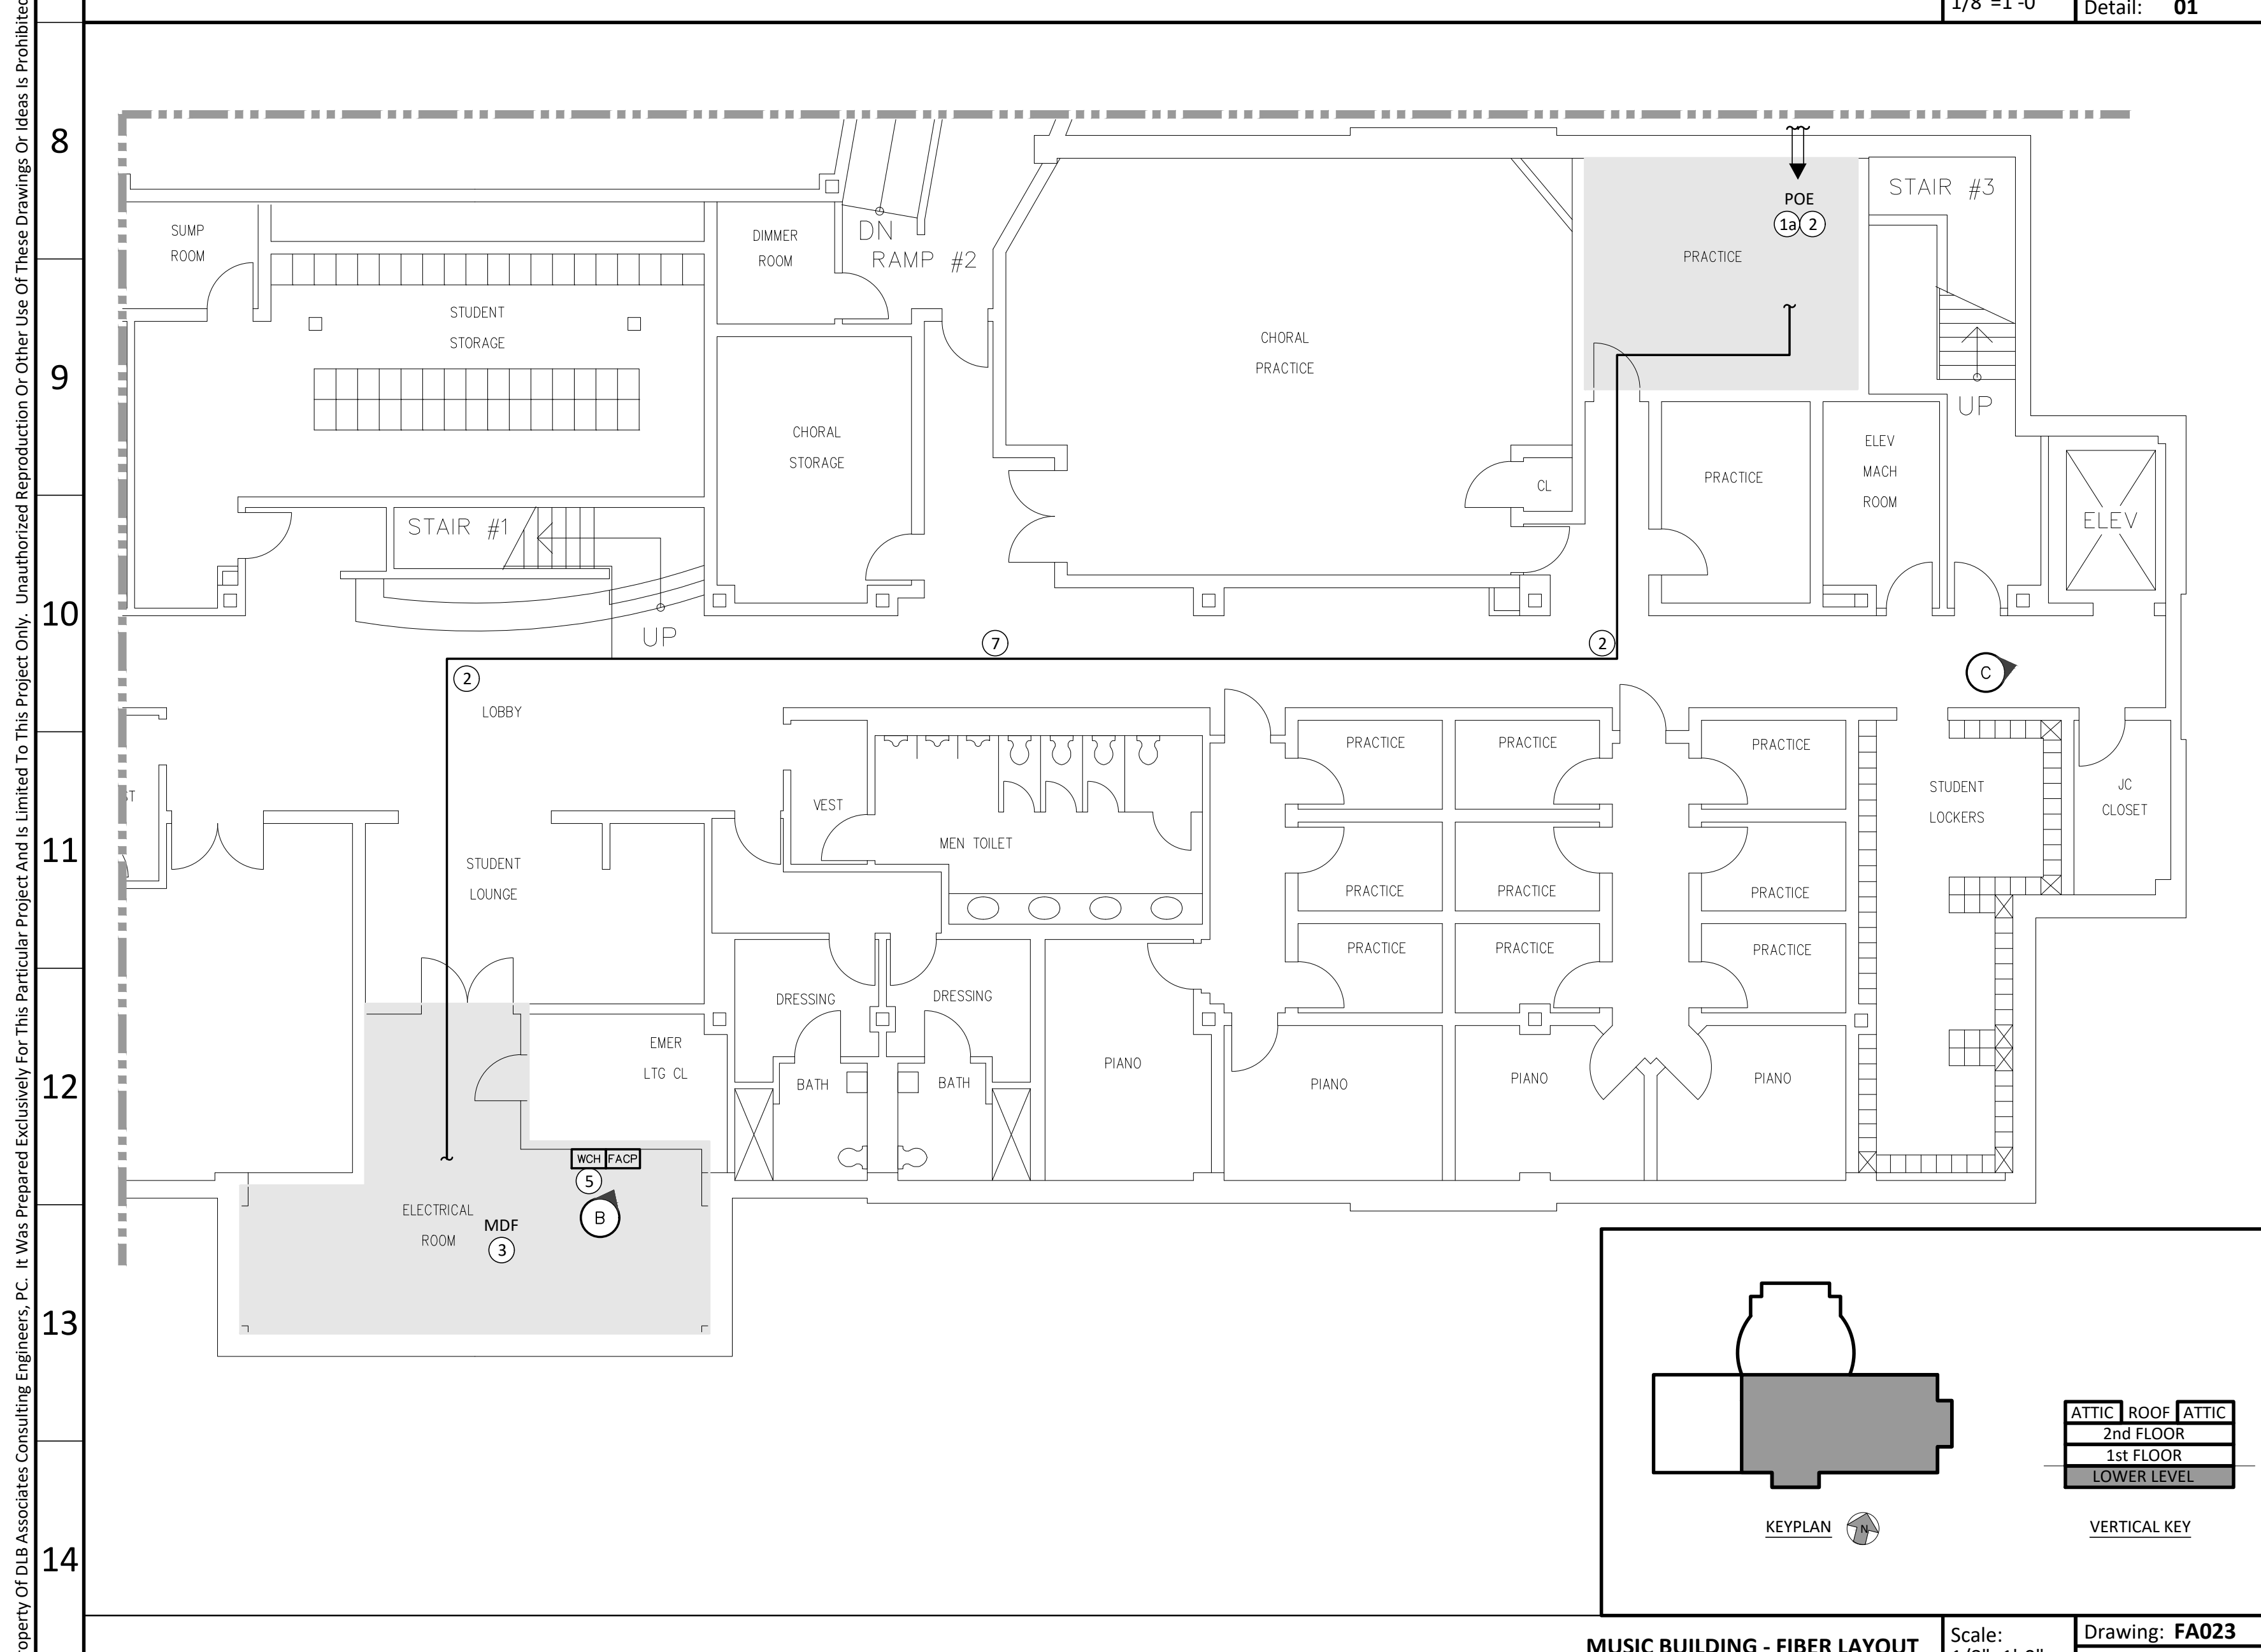 1/8"=1'-0"
Detail: 01
Property Of DLB Associates Consulting Engineers, PC. It Was Prepared Exclusively For This Particular Project And Is Limited To This Project Only. Unauthorized Reproduction Or Other Use Of These Drawings Or Ideas Is Prohibited
8
9
10
11
12
13
14
SUMP
ROOM
STUDENT
STORAGE
DIMMER
ROOM
DN
RAMP #2
CHORAL
STORAGE
CHORAL
PRACTICE
CL
POE
1a 2
PRACTICE
STAIR #3
UP
PRACTICE
ELEV
MACH
ROOM
ELEV
STAIR #1
UP
7
2
2
C
LOBBY
STUDENT
LOUNGE
VEST
MEN TOILET
PRACTICE
PRACTICE
PRACTICE
PRACTICE
PRACTICE
PRACTICE
PRACTICE
PRACTICE
PRACTICE
STUDENT
LOCKERS
JC
CLOSET
DRESSING
DRESSING
EMER
LTG CL
BATH
BATH
PIANO
PIANO
PIANO
PIANO
WCH FACP
5
B
ELECTRICAL
ROOM
MDF
3
ATTIC ROOF ATTIC
2nd FLOOR
1st FLOOR
LOWER LEVEL
KEYPLAN
N
VERTICAL KEY
MUSIC BUILDING - FIBER LAYOUT
Scale:
Drawing: FA023